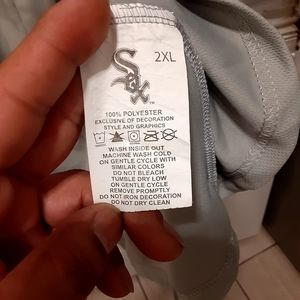 Sox
2XL
100% POLYESTER
EXCLUSIVE OF DECORATION
STYLE AND GRAPHICS
WASH INSIDE OUT
MACHINE WASH COLD
ON GENTLE CYCLE WITH
SIMILAR COLORS
DO NOT BLEACH
TUMBLE DRY LOW
ON GENTLE CYCLE
REMOVE PROMPTLY
DO NOT IRON DECORATION
DO NOT DRY CLEAN